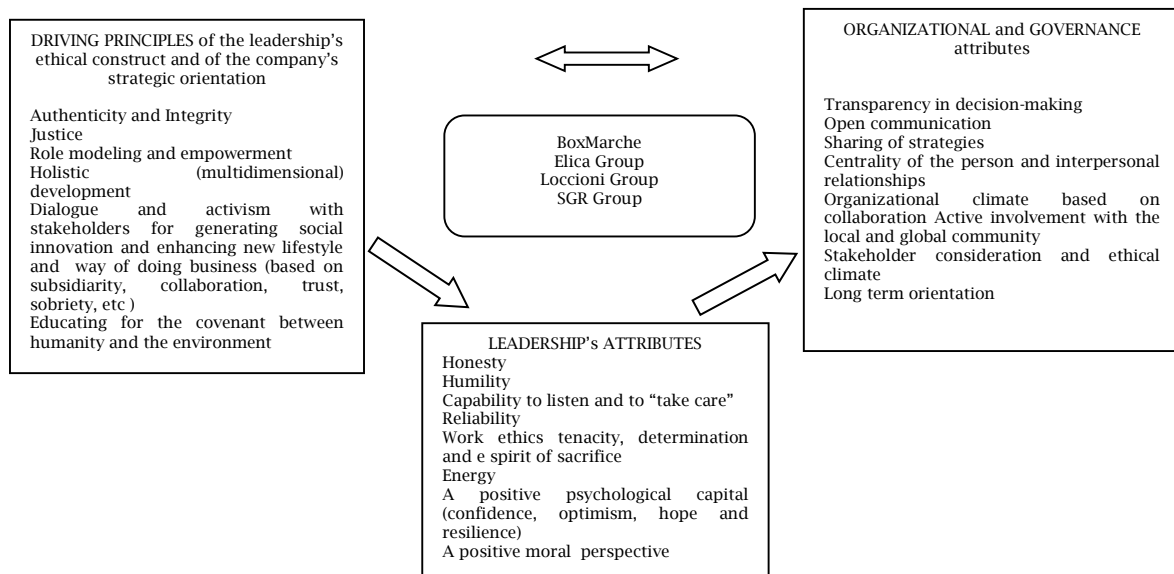 DRIVING PRINCIPLES of the leadership's
ethical construct and of the company's
strategic orientation
Authenticity and Integrity
Justice
Role modeling and empowerment
Holistic (multidimensional)
development
Dialogue and activism with
stakeholders for generating social
innovation and enhancing new lifestyle
and way of doing business (based on
subsidiarity, collaboration, trust,
sobriety, etc )
Educating for the covenant between
humanity and the environment
BoxMarche
Elica Group
Loccioni Group
SGR Group
LEADERSHIP's ATTRIBUTES
Honesty
Humility
Capability to listen and to “take care”
Reliability
Work ethics tenacity, determination
and e spirit of sacrifice
Energy
A positive psychological capital
(confidence, optimism, hope and
resilience)
A positive moral perspective
ORGANIZATIONAL and GOVERNANCE
attributes
Transparency in decision-making
Open communication
Sharing of strategies
Centrality of the person and interpersonal
relationships
Organizational climate based on
collaboration Active involvement with the
local and global community
Stakeholder consideration and ethical
climate
Long term orientation